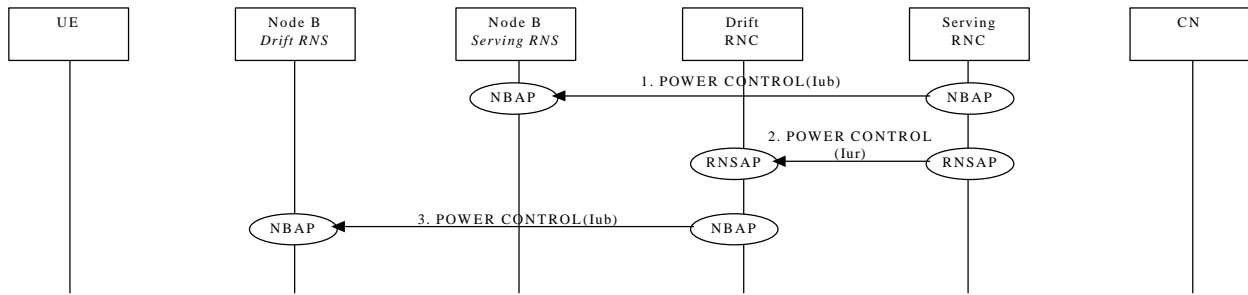 UE
Node B
Drift RNS
Node B
Serving RNS
Drift
RNC
Serving
RNC
CN
1. POWER CONTROL(Iub)
NBAP
NBAP
2. POWER CONTROL
(Iur)
RNSAP
RNSAP
3. POWER CONTROL(Iub)
NBAP
NBAP